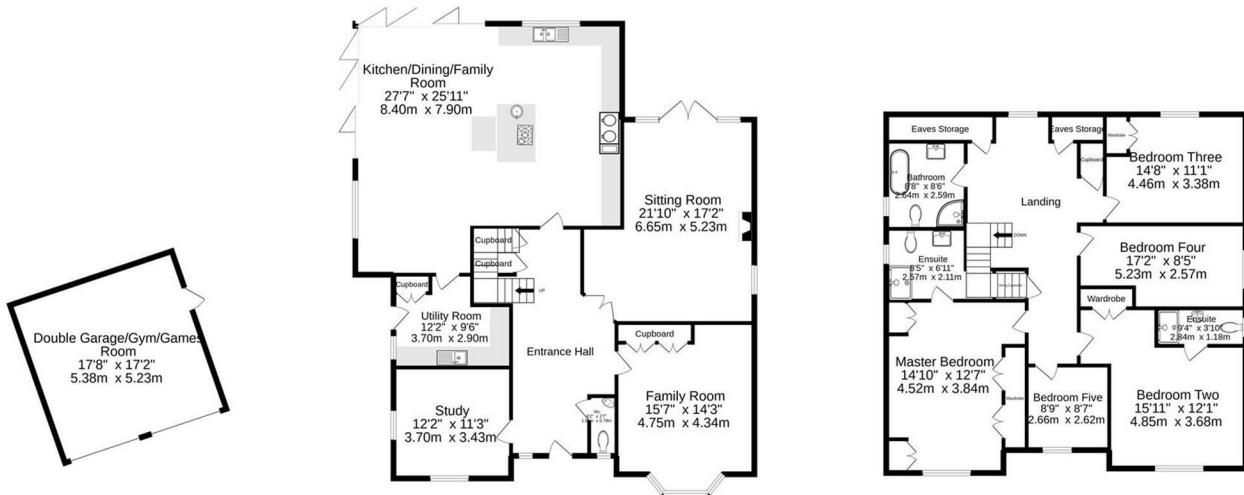 Double Garage/Gym/Games
Room
17'8" x 17'2"
5.38m x 5.23m
Kitchen/Dining/Family
Room
27'7" x 25'11"
8.40m x 7.90m
Sitting Room
21'10" x 17'2"
6.65m x 5.23m
Cupboard
Cupboard
UP
Cupboard
Utility Room
12'2" x 9'6"
3.70m x 2.90m
Entrance Hall
Cupboard
Study
12'2" x 11'3"
3.70m x 3.43m
Family Room
15'7" x 14'3"
4.75m x 4.34m
Eaves Storage
Eaves Storage
Wardrobe
Bedroom Three
14'8" x 11'1"
4.46m x 3.38m
Cupboard
Bathroom
8'8" x 8'6"
2.64m x 2.59m
Landing
DOWN
Ensuite
8'5" x 6'11"
2.57m x 2.11m
Bedroom Four
17'2" x 8'5"
5.23m x 2.57m
Wardrobe
Ensuite
9'4" x 3'10"
2.84m x 1.18m
Master Bedroom
14'10" x 12'7"
4.52m x 3.84m
Wardrobe
Bedroom Five
8'9" x 8'7"
2.66m x 2.62m
Bedroom Two
15'11" x 12'1"
4.85m x 3.68m